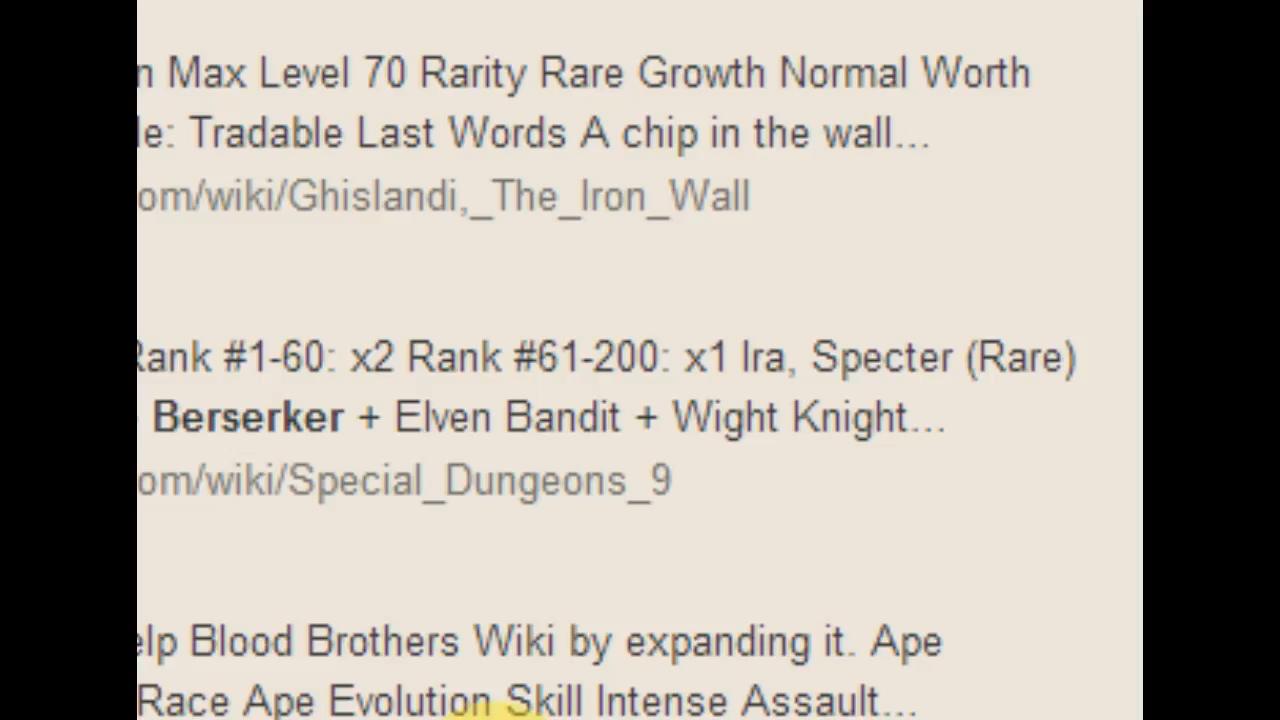 n Max Level 70 Rarity Rare Growth Normal Worth
le: Tradable Last Words A chip in the wall...
om/wiki/Ghislandi,_The_Iron_Wall
Rank #1-60: x2 Rank #61-200: x1 Ira, Specter (Rare)
Berserker + Elven Bandit + Wight Knight...
om/wiki/Special_Dungeons_9
elp Blood Brothers Wiki by expanding it. Ape
Race Ape Evolution Skill Intense Assault...